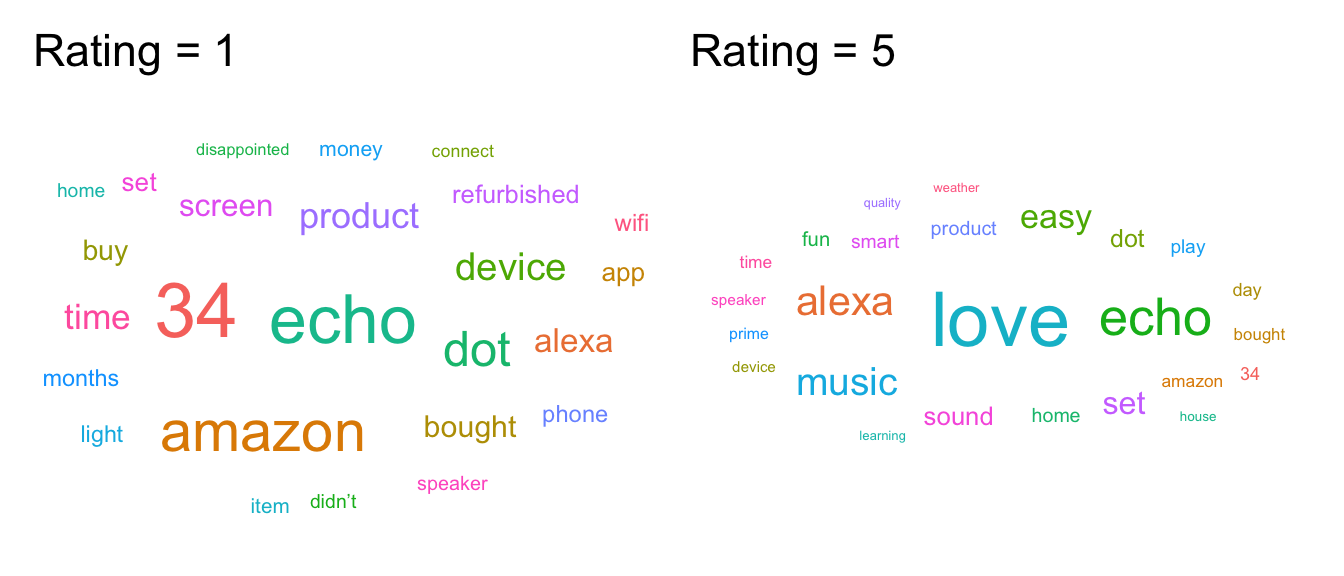 Rating = 1
disappointed money connect
home set screen product refurbished wifi
buy device app
time 34 echo dot alexa
months
light amazon bought phone
speaker
item didn’t
Rating = 5
weather
quality
fun smart product easy dot play
time
speaker alexa love echo day
prime bought
device music amazon 34
sound home set house
learning